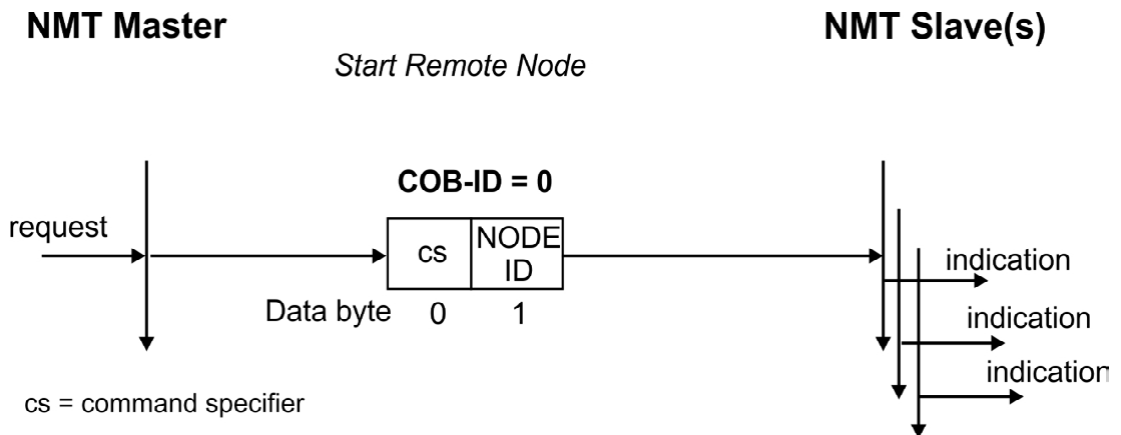 NMT Master
NMT Slave(s)
Start Remote Node
COB-ID = 0
request
cs
NODE
ID
Data byte 0 1
indication
indication
indication
cs = command specifier